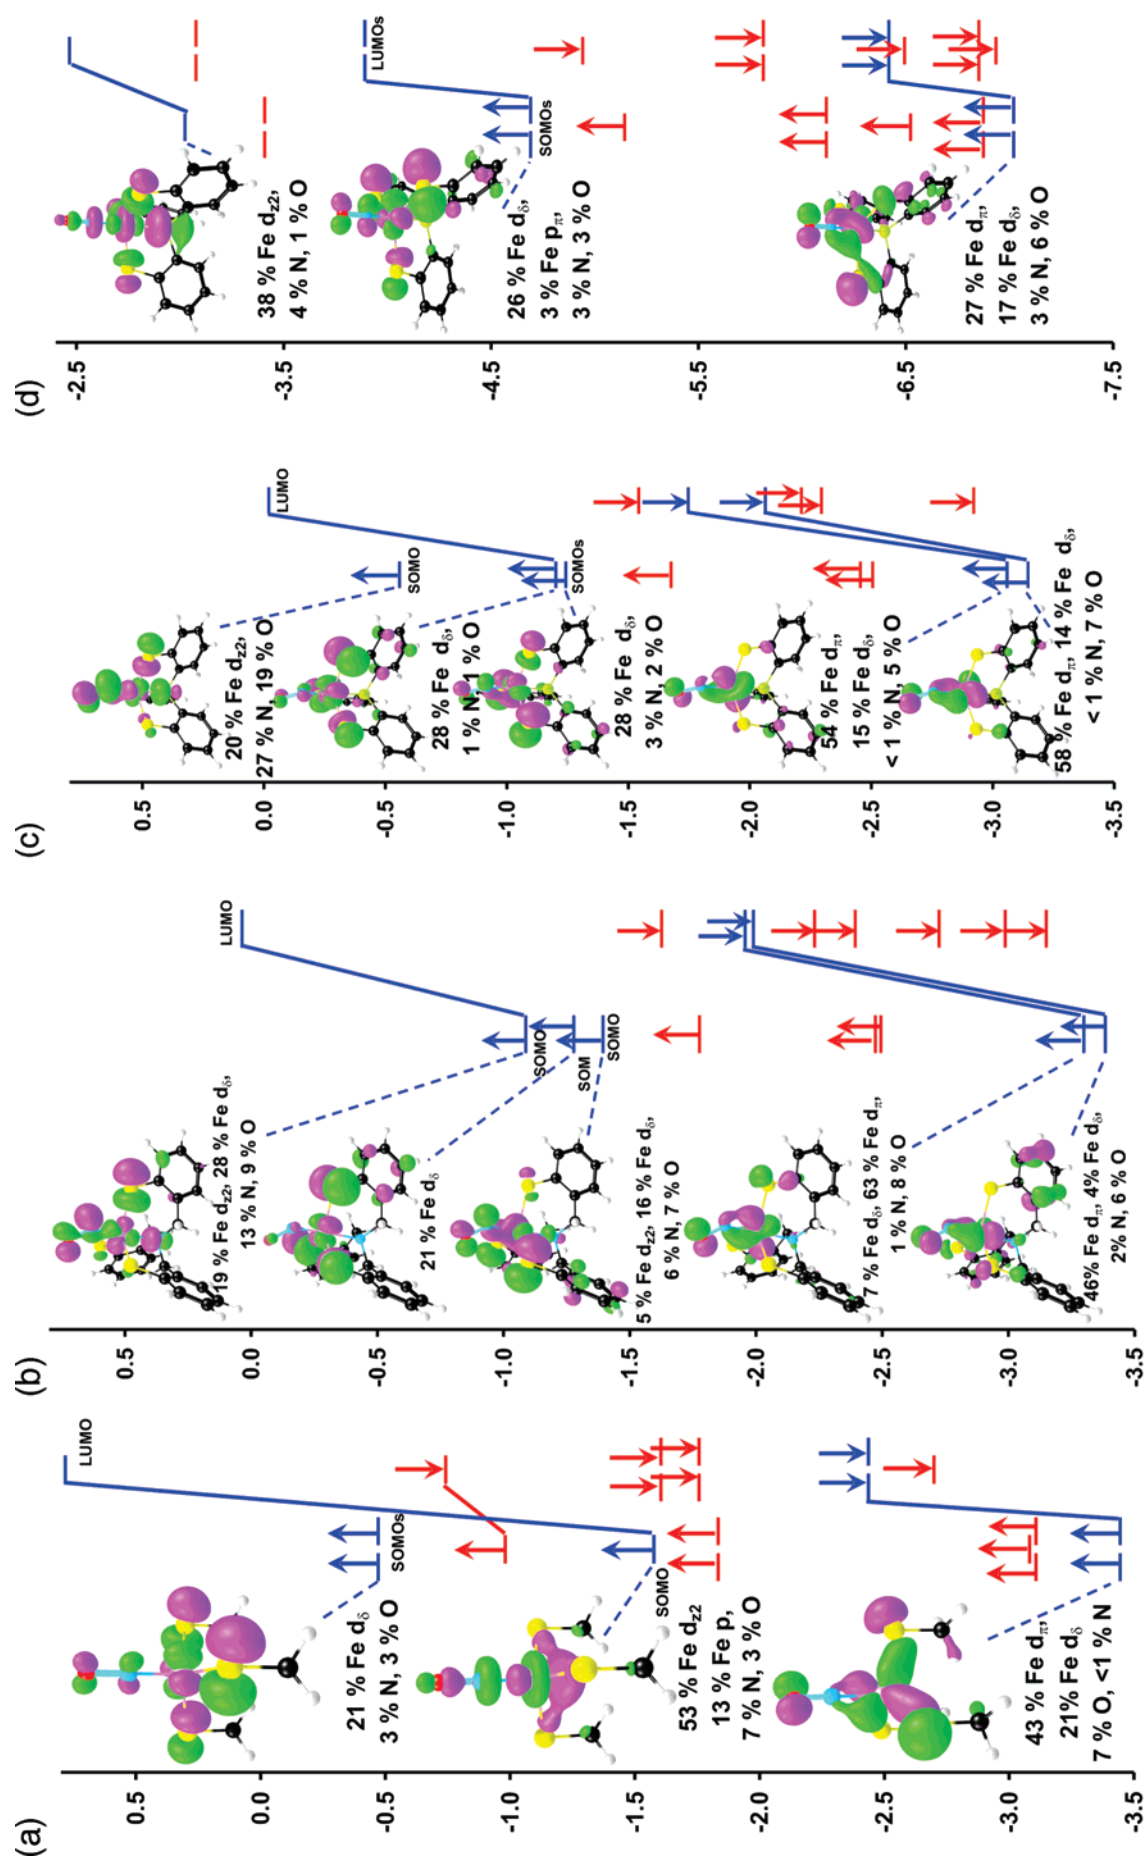 (a)
0.5
0.0
-0.5
-1.0
-1.5
-2.0
-2.5
-3.0
-3.5
LUMO
SOMOs
21 % Fe dδ
3 % N, 3 % O
SOMO
53 % Fe dz2
13 % Fe p,
7 % N, 3 % O
43 % Fe dπ,
21% Fe dδ
7 % O, <1 % N
(b)
0.5
0.0
-0.5
-1.0
-1.5
-2.0
-2.5
-3.0
-3.5
LUMO
19 % Fe dz2, 28 % Fe dδ,
13 % N, 9 % O
SOMO
21 % Fe dδ
SOM
SOMO
5 % Fe dz2, 16 % Fe dδ,
6 % N, 7 % O
7 % Fe dδ, 63 % Fe dπ,
1 % N, 8 % O
46% Fe dπ, 4% Fe dδ,
2% N, 6 % O
(c)
0.5
0.0
-0.5
-1.0
-1.5
-2.0
-2.5
-3.0
-3.5
LUMO
20 % Fe dz2,
27 % N, 19 % O
SOMO
28 % Fe dδ,
1 % N, 1 % O
SOMOs
28 % Fe dδ,
3 % N, 2 % O
54 % Fe dπ,
15 % Fe dδ,
< 1 % N, 5 % O
58 % Fe dπ, 14 % Fe dδ,
< 1 % N, 7 % O
(d)
-2.5
-3.5
-4.5
-5.5
-6.5
-7.5
38 % Fe dz2,
4 % N, 1 % O
LUMOs
SOMOs
26 % Fe dδ,
3 % Fe pπ,
3 % N, 3 % O
27 % Fe dπ,
17 % Fe dδ,
3 % N, 6 % O